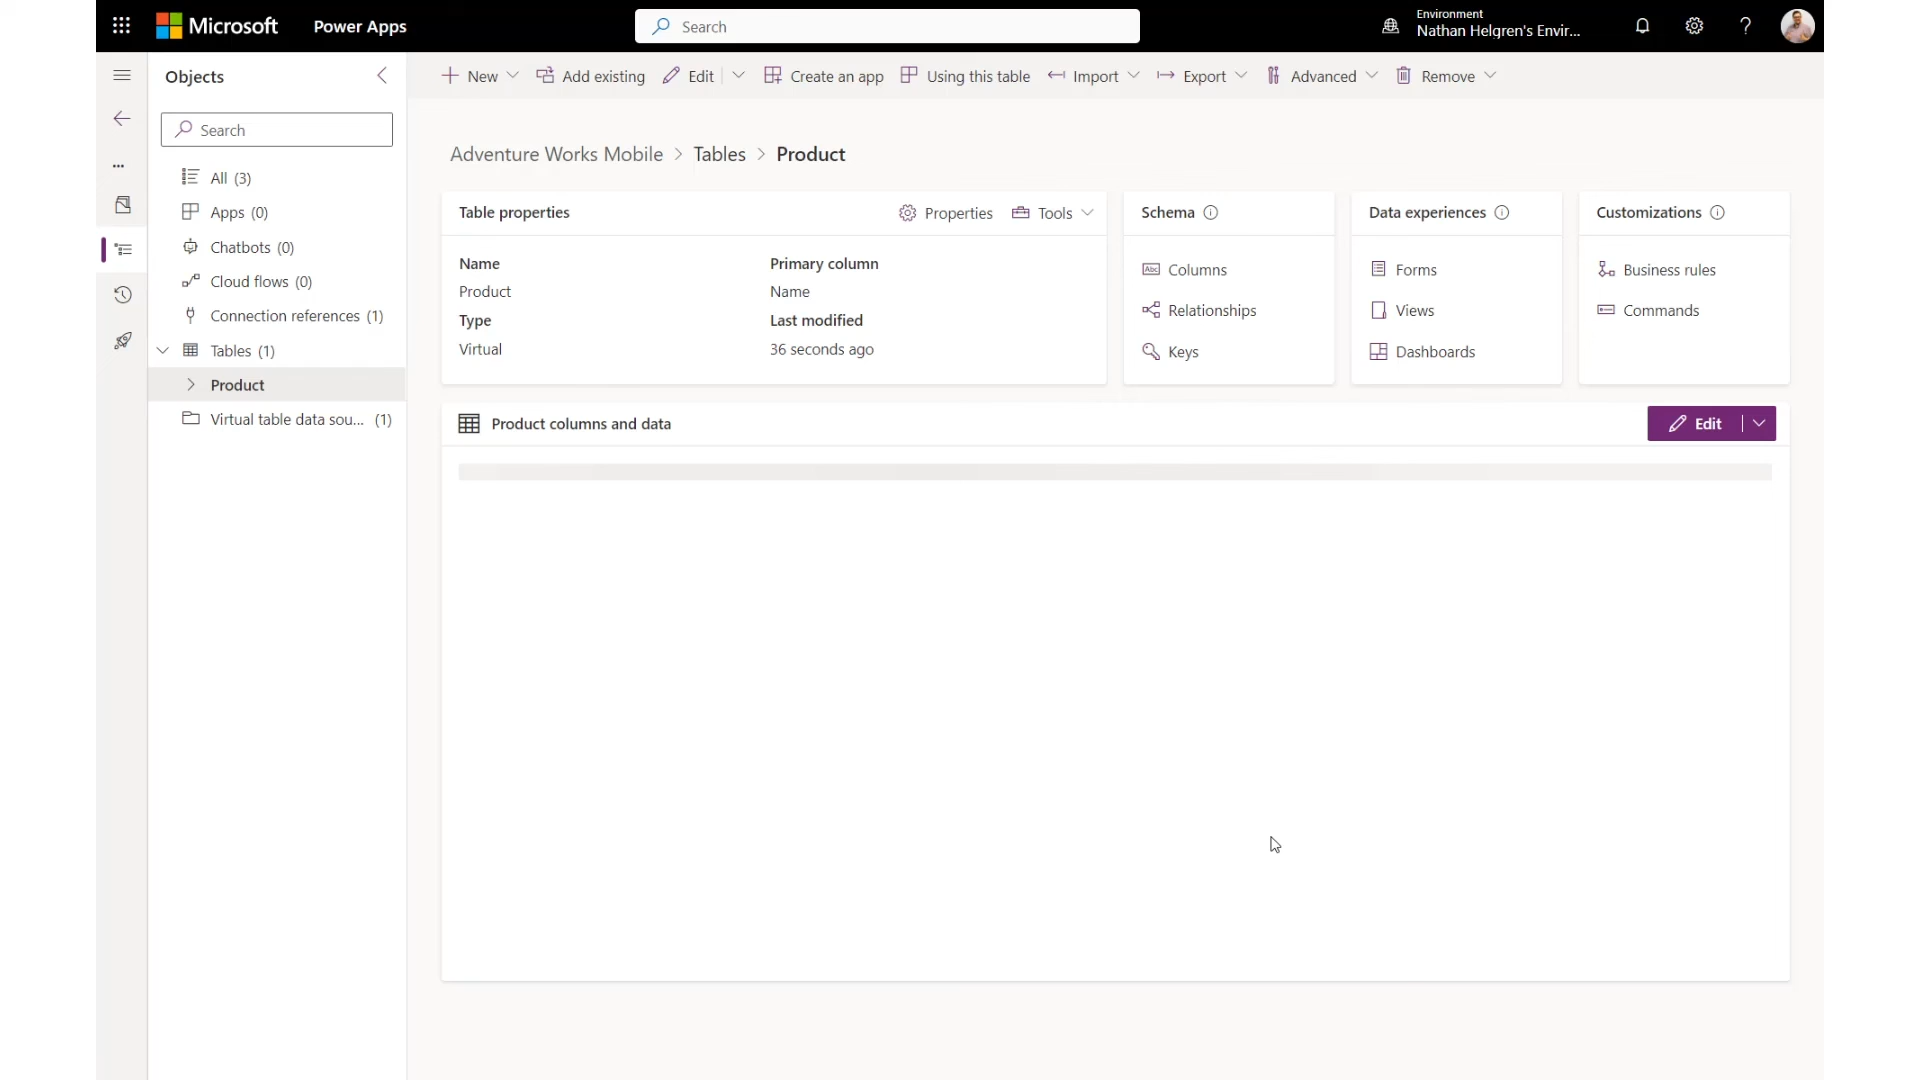 Microsoft Power Apps
Search
Environment
Nathan Helgren's Envir...
Objects
Search
All (3)
Apps (0)
Chatbots (0)
Cloud flows (0)
Connection references (1)
Tables (1)
Product
Virtual table data sou... (1)
New Add existing Edit Create an app Using this table Import Export Advanced Remove
Adventure Works Mobile > Tables > Product
Table properties Properties Tools
Name Primary column
Product Name
Type Last modified
Virtual 36 seconds ago
Schema
Columns
Relationships
Keys
Data experiences
Forms
Views
Dashboards
Customizations
Business rules
Commands
Product columns and data
Edit